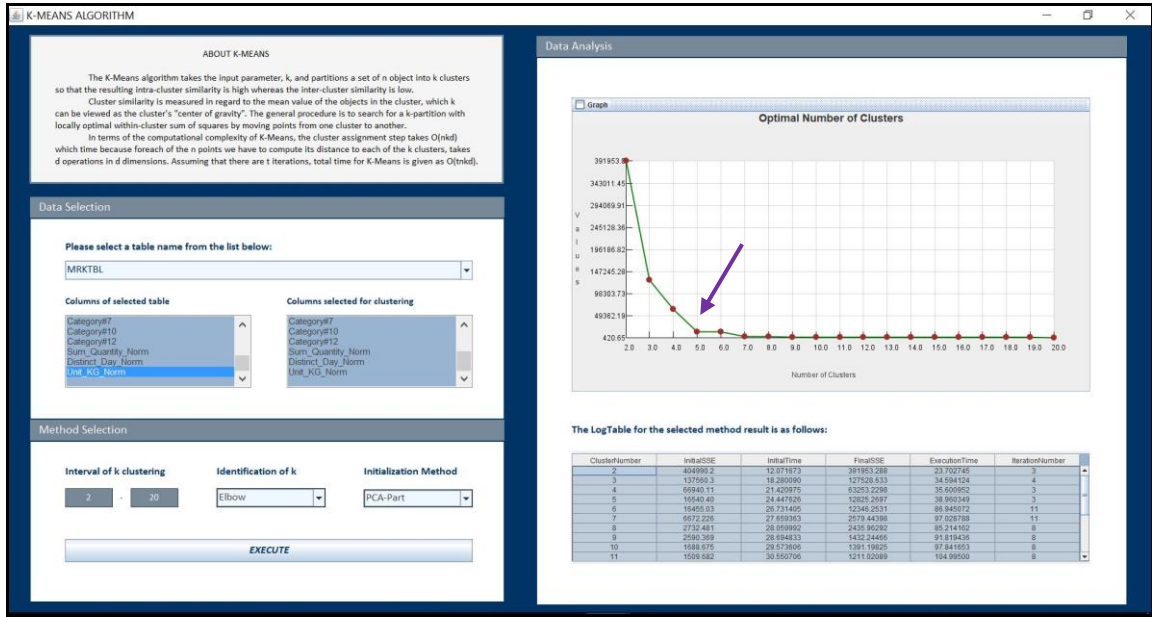 K-MEANS ALGORITHM
ABOUT K-MEANS
The K-Means algorithm takes the input parameter, k, and partitions a set of n object into k clusters
so that the resulting intra-cluster similarity is high whereas the inter-cluster similarity is low.
Cluster similarity is measured in regard to the mean value of the objects in the cluster, which k
can be viewed as the cluster's "center of gravity". The general procedure is to search for a k-partition with
locally optimal within-cluster sum of squares by moving points from one cluster to another.
In terms of the computational complexity of K-Means, the cluster assignment step takes O(nkd)
which time because foreach of the n points we have to compute its distance to each of the k clusters, takes
d operations in d dimensions. Assuming that there are t iterations, total time for K-Means is given as O(tnkd).
Data Selection
Please select a table name from the list below:
MRKTBL
Columns of selected table
Category#7
Category#10
Category#12
Sum_Quantity_Norm
Distinct_Day_Norm
Unit_KG_Norm
Columns selected for clustering
Category#7
Category#10
Category#12
Sum_Quantity_Norm
Distinct_Day_Norm
Unit_KG_Norm
Method Selection
Interval of k clustering
2 - 20
Identification of k
Elbow
Initialization Method
PCA-Part
EXECUTE
Data Analysis
Graph
Optimal Number of Clusters
Values
391953.
343011.45
294069.91
245128.36
196186.82
147245.28
98303.73
49362.19
420.65
2.0 3.0 4.0 5.0 6.0 7.0 8.0 9.0 10.0 11.0 12.0 13.0 14.0 15.0 16.0 17.0 18.0 19.0 20.0
Number of Clusters
The LogTable for the selected method result is as follows:
ClusterNumber InitialSSE InitialTime FinalSSE ExecutionTime IterationNumber
2 404990.2 12.071673 391953.288 23.702745 3
3 137560.3 18.280090 127528.633 34.594124 4
4 66940.11 21.420975 63253.2298 35.600952 3
5 16540.40 24.447626 12825.2697 38.960349 3
6 16455.03 26.731405 12346.2531 86.945072 11
7 6672.226 27.659363 2579.44398 97.028788 11
8 2732.481 28.059992 2435.96292 85.214162 8
9 2590.369 28.694833 1432.24466 91.819436 8
10 1688.675 29.573606 1391.19825 97.841653 8
11 1509.682 30.550706 1211.02089 104.99500 8